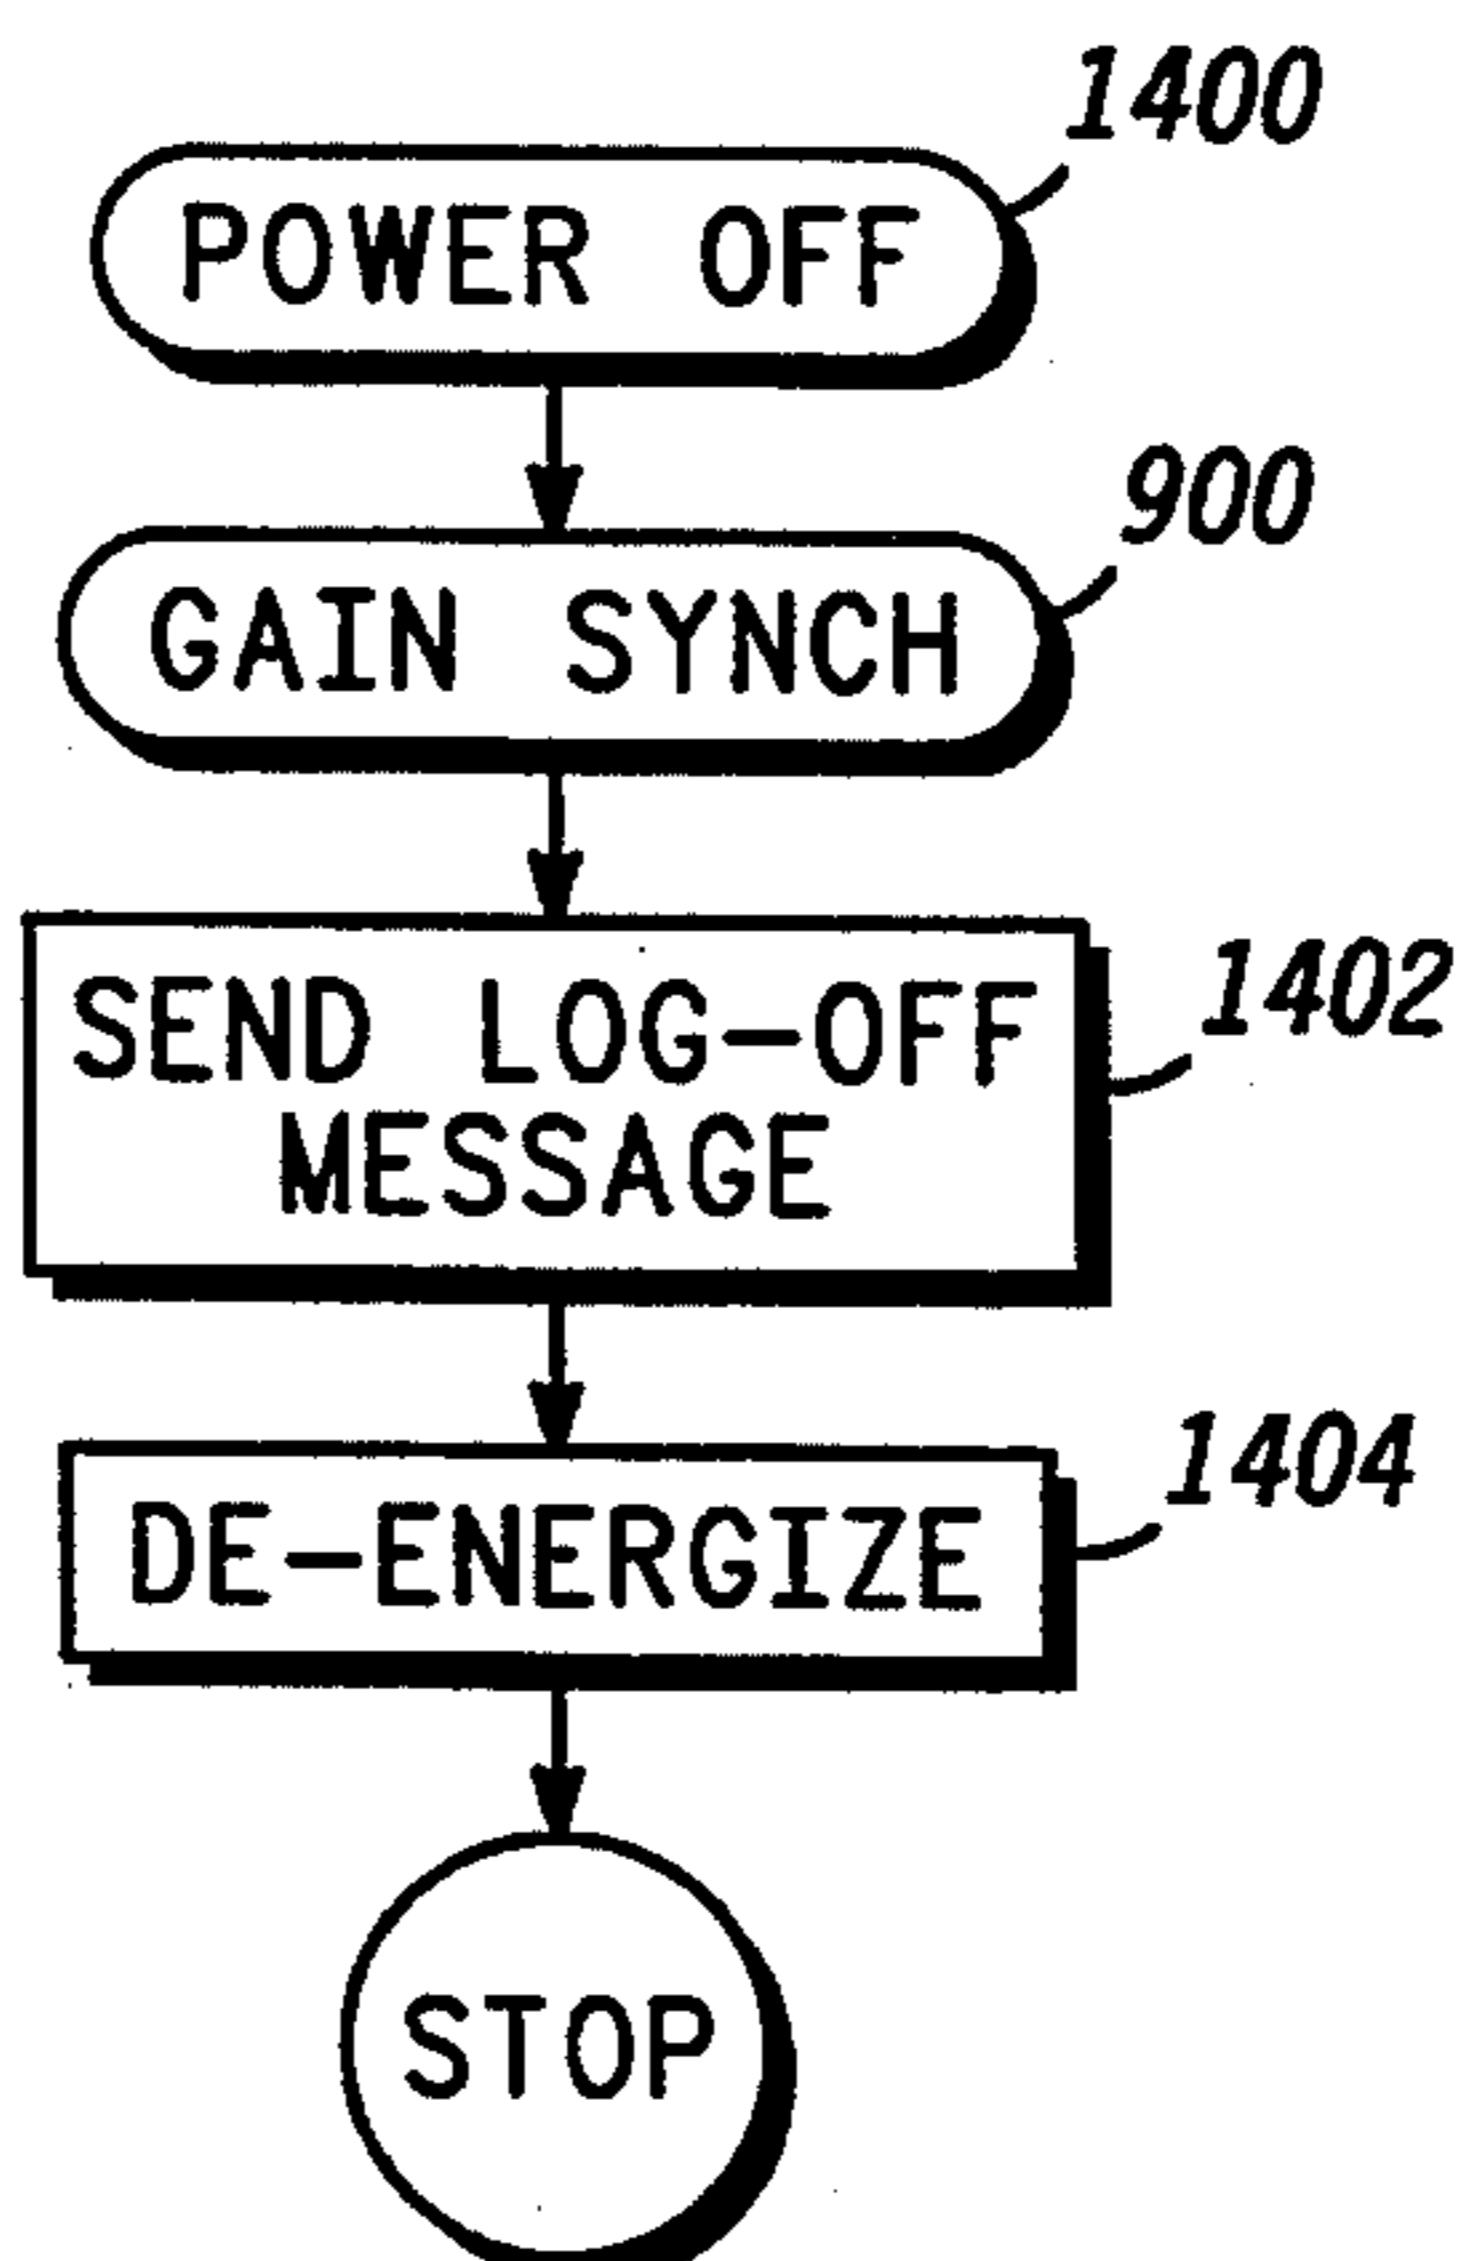 1400
POWER OFF
900
GAIN SYNCH
1402
SEND LOG-OFF
MESSAGE
1404
DE-ENERGIZE
STOP